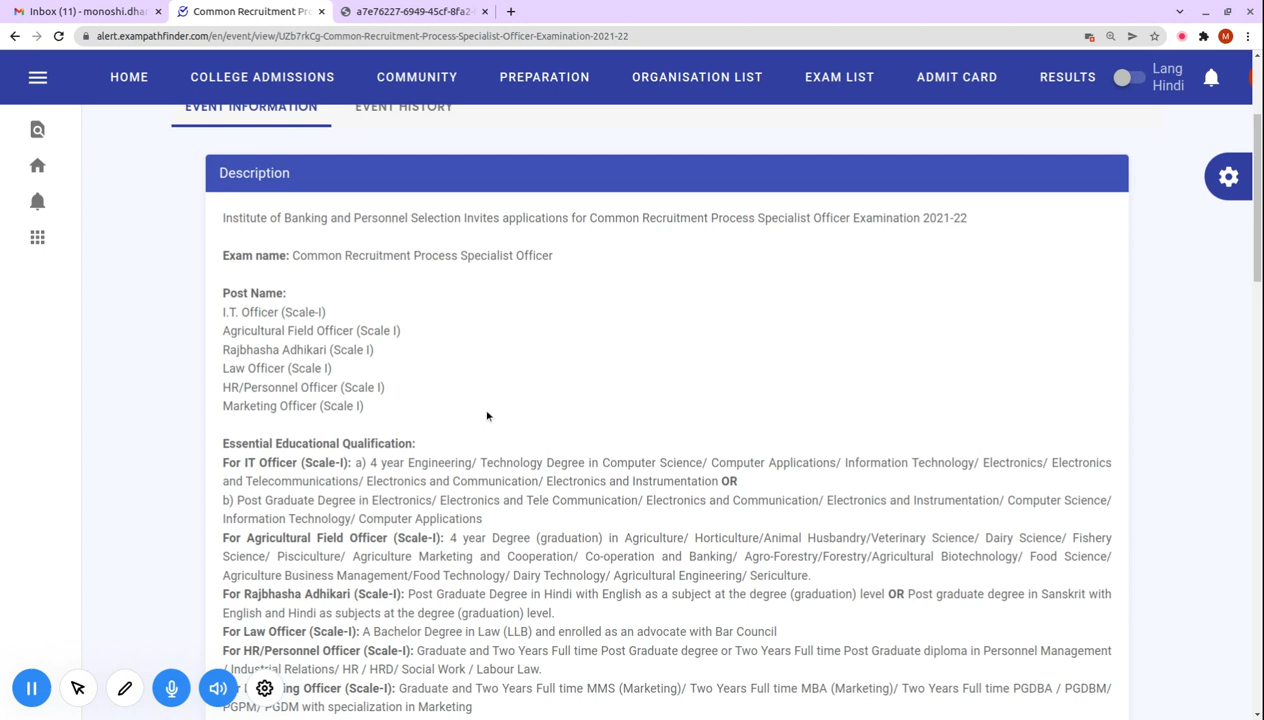 Inbox (11) - monoshi.dha
Common Recruitment Pr
a7e76227-6949-45cf-8fa2-
alert.exampathfinder.com/en/event/view/UZb7rkCg-Common-Recruitment-Process-Specialist-Officer-Examination-2021-22
M
HOME
COLLEGE ADMISSIONS
COMMUNITY
PREPARATION
ORGANISATION LIST
EXAM LIST
ADMIT CARD
RESULTS
Lang
Hindi
EVENT INFORMATION
EVENT HISTORY
Description
Institute of Banking and Personnel Selection Invites applications for Common Recruitment Process Specialist Officer Examination 2021-22
Exam name: Common Recruitment Process Specialist Officer
Post Name:
I.T. Officer (Scale-I)
Agricultural Field Officer (Scale I)
Rajbhasha Adhikari (Scale I)
Law Officer (Scale I)
HR/Personnel Officer (Scale I)
Marketing Officer (Scale I)
Essential Educational Qualification:
For IT Officer (Scale-I): a) 4 year Engineering/ Technology Degree in Computer Science/ Computer Applications/ Information Technology/ Electronics/ Electronics
and Telecommunications/ Electronics and Communication/ Electronics and Instrumentation OR
b) Post Graduate Degree in Electronics/ Electronics and Tele Communication/ Electronics and Communication/ Electronics and Instrumentation/ Computer Science/
Information Technology/ Computer Applications
For Agricultural Field Officer (Scale-I): 4 year Degree (graduation) in Agriculture/ Horticulture/Animal Husbandry/Veterinary Science/ Dairy Science/ Fishery
Science/ Pisciculture/ Agriculture Marketing and Cooperation/ Co-operation and Banking/ Agro-Forestry/Forestry/Agricultural Biotechnology/ Food Science/
Agriculture Business Management/Food Technology/ Dairy Technology/ Agricultural Engineering/ Sericulture.
For Rajbhasha Adhikari (Scale-I): Post Graduate Degree in Hindi with English as a subject at the degree (graduation) level OR Post graduate degree in Sanskrit with
English and Hindi as subjects at the degree (graduation) level.
For Law Officer (Scale-I): A Bachelor Degree in Law (LLB) and enrolled as an advocate with Bar Council
For HR/Personnel Officer (Scale-I): Graduate and Two Years Full time Post Graduate degree or Two Years Full time Post Graduate diploma in Personnel Management
/ Industrial Relations/ HR / HRD/ Social Work / Labour Law.
Officer (Scale-I): Graduate and Two Years Full time MMS (Marketing)/ Two Years Full time MBA (Marketing)/ Two Years Full time PGDBA / PGDBM/
PGPM/ PGDM with specialization in Marketing